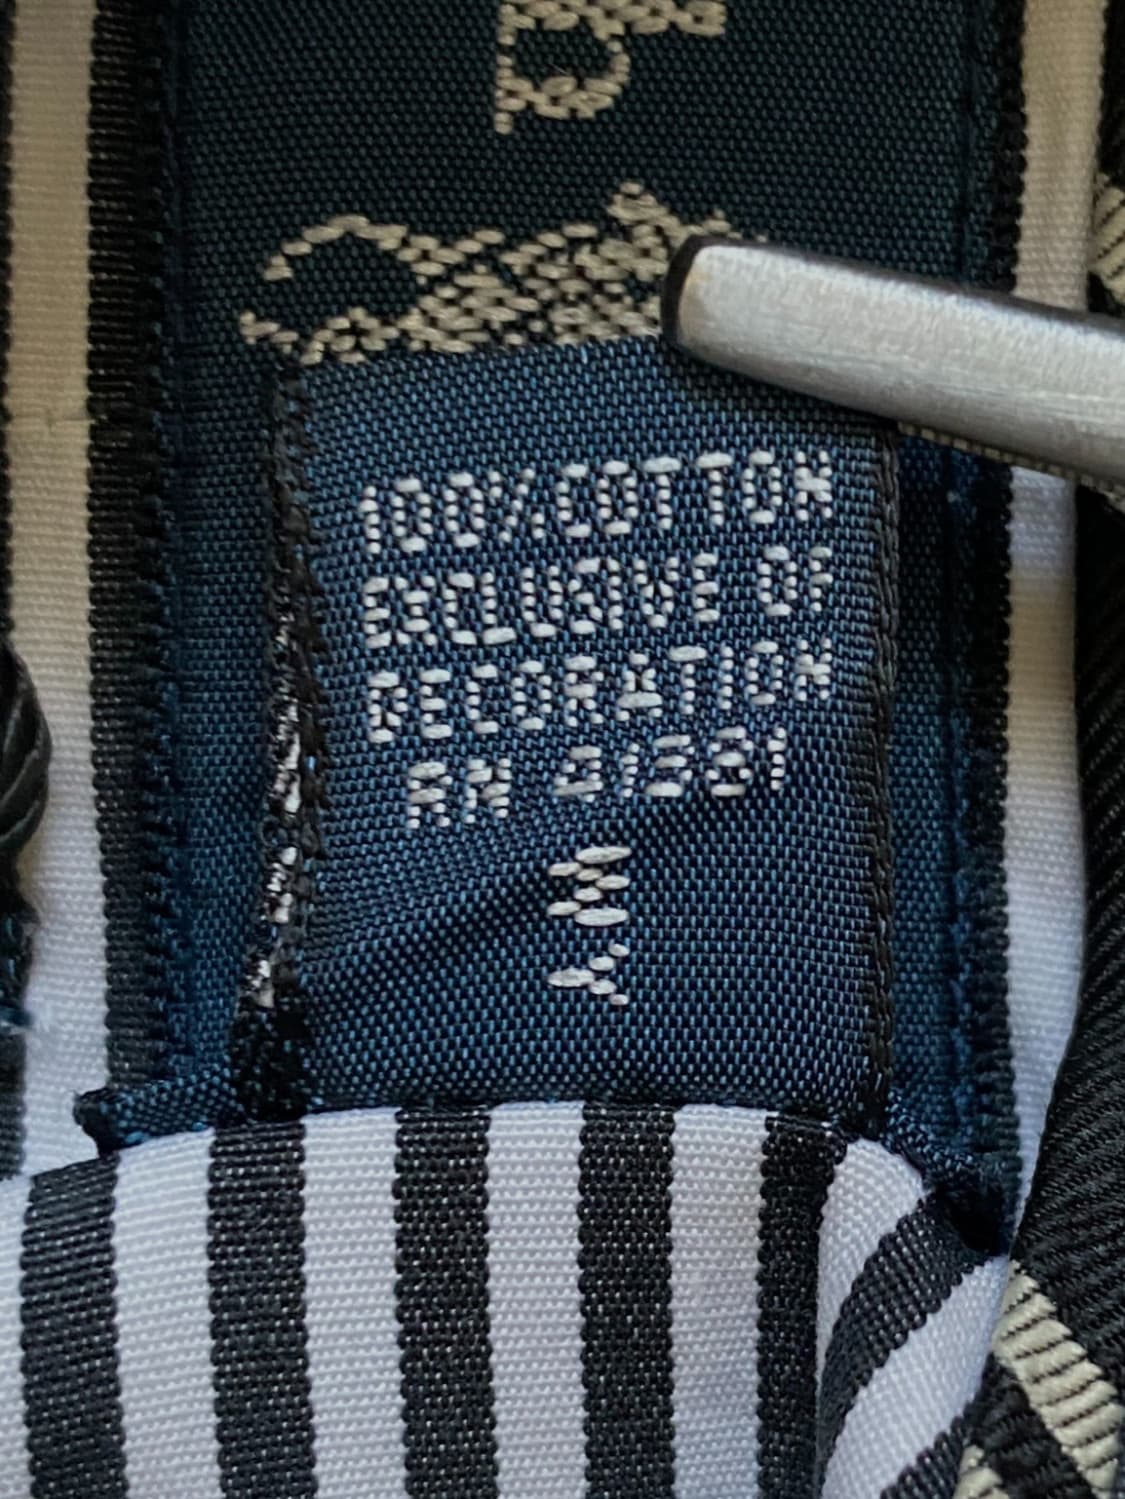 100% COTTON
EXCLUSIVE OF
DECORATION
RN 41381